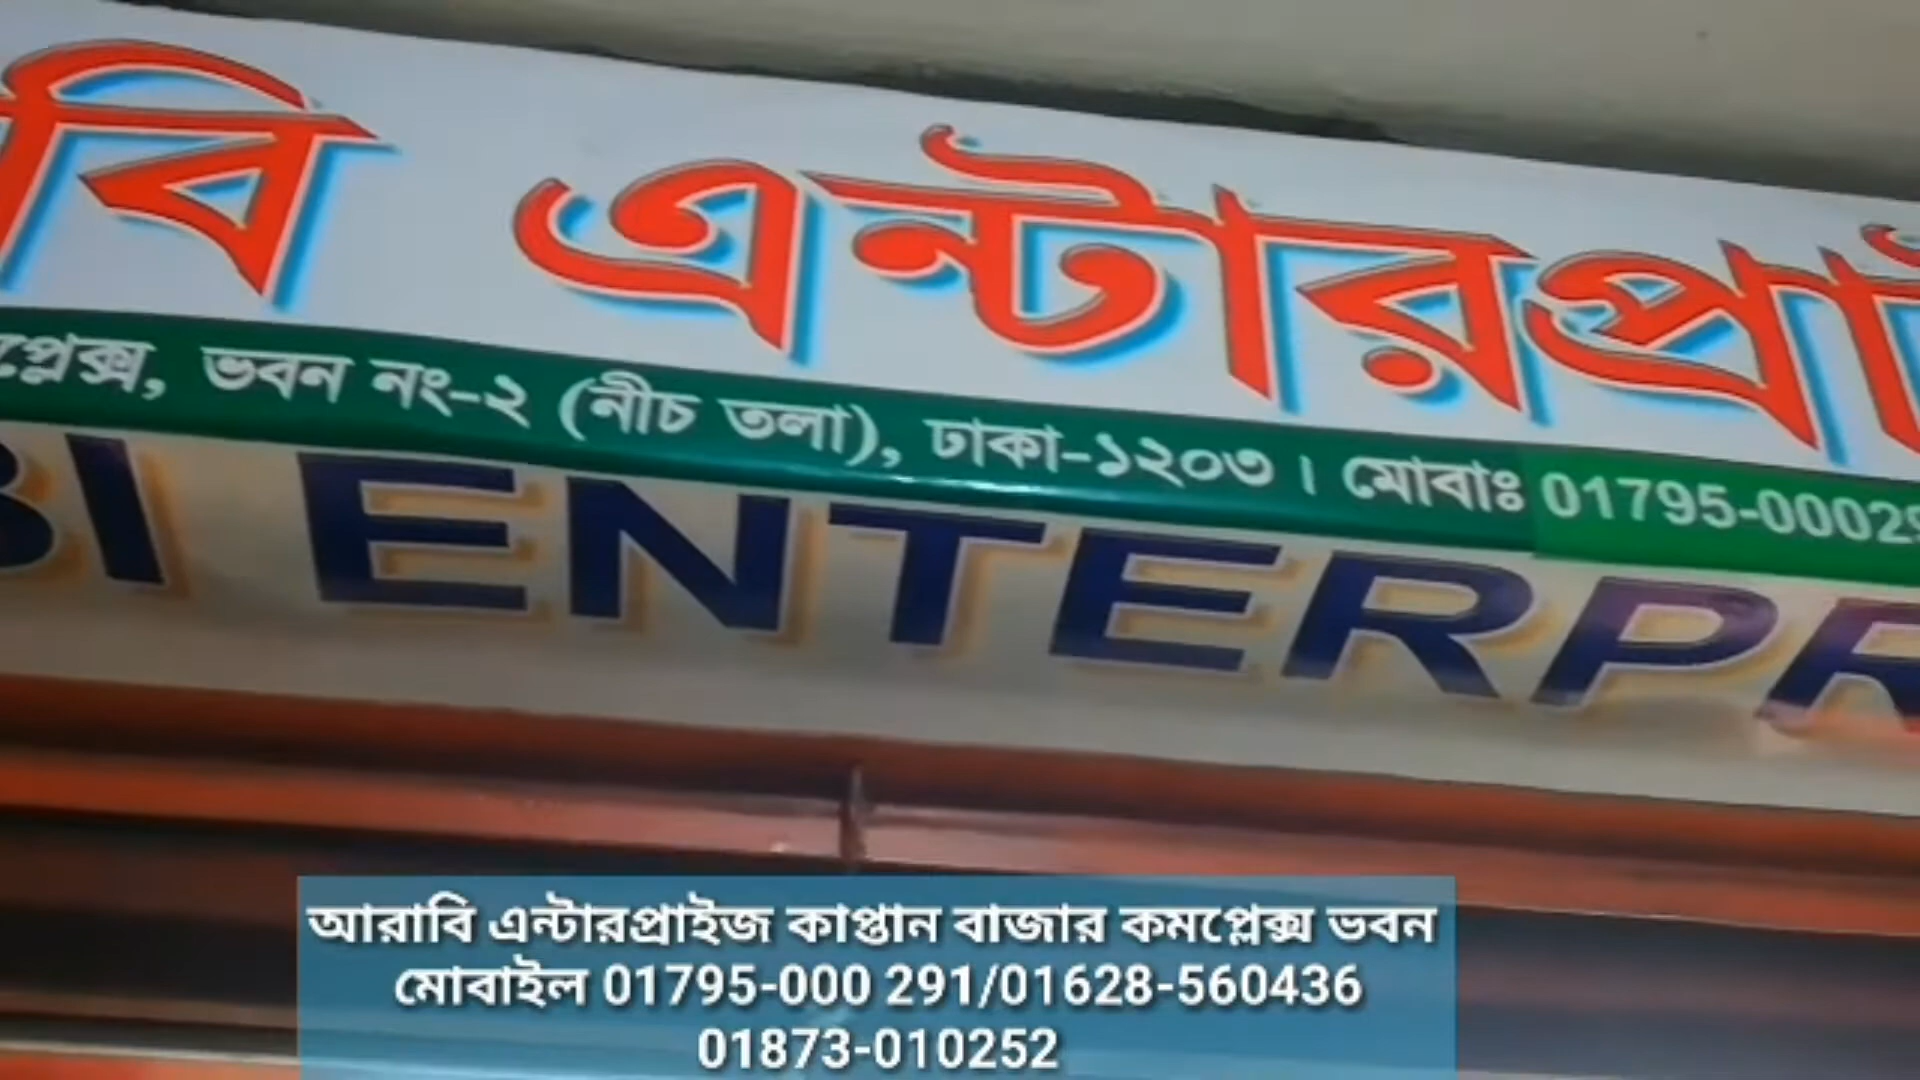 বি এন্টারপ্রাই
প্লেক্স, ভবন নং-২ (নীচ তলা), ঢাকা-১২০৩ । মোবাঃ 01795-00029
BI ENTERPR
আরাবি এন্টারপ্রাইজ কাপ্তান বাজার কমপ্লেক্স ভবন
মোবাইল 01795-000 291/01628-560436
01873-010252